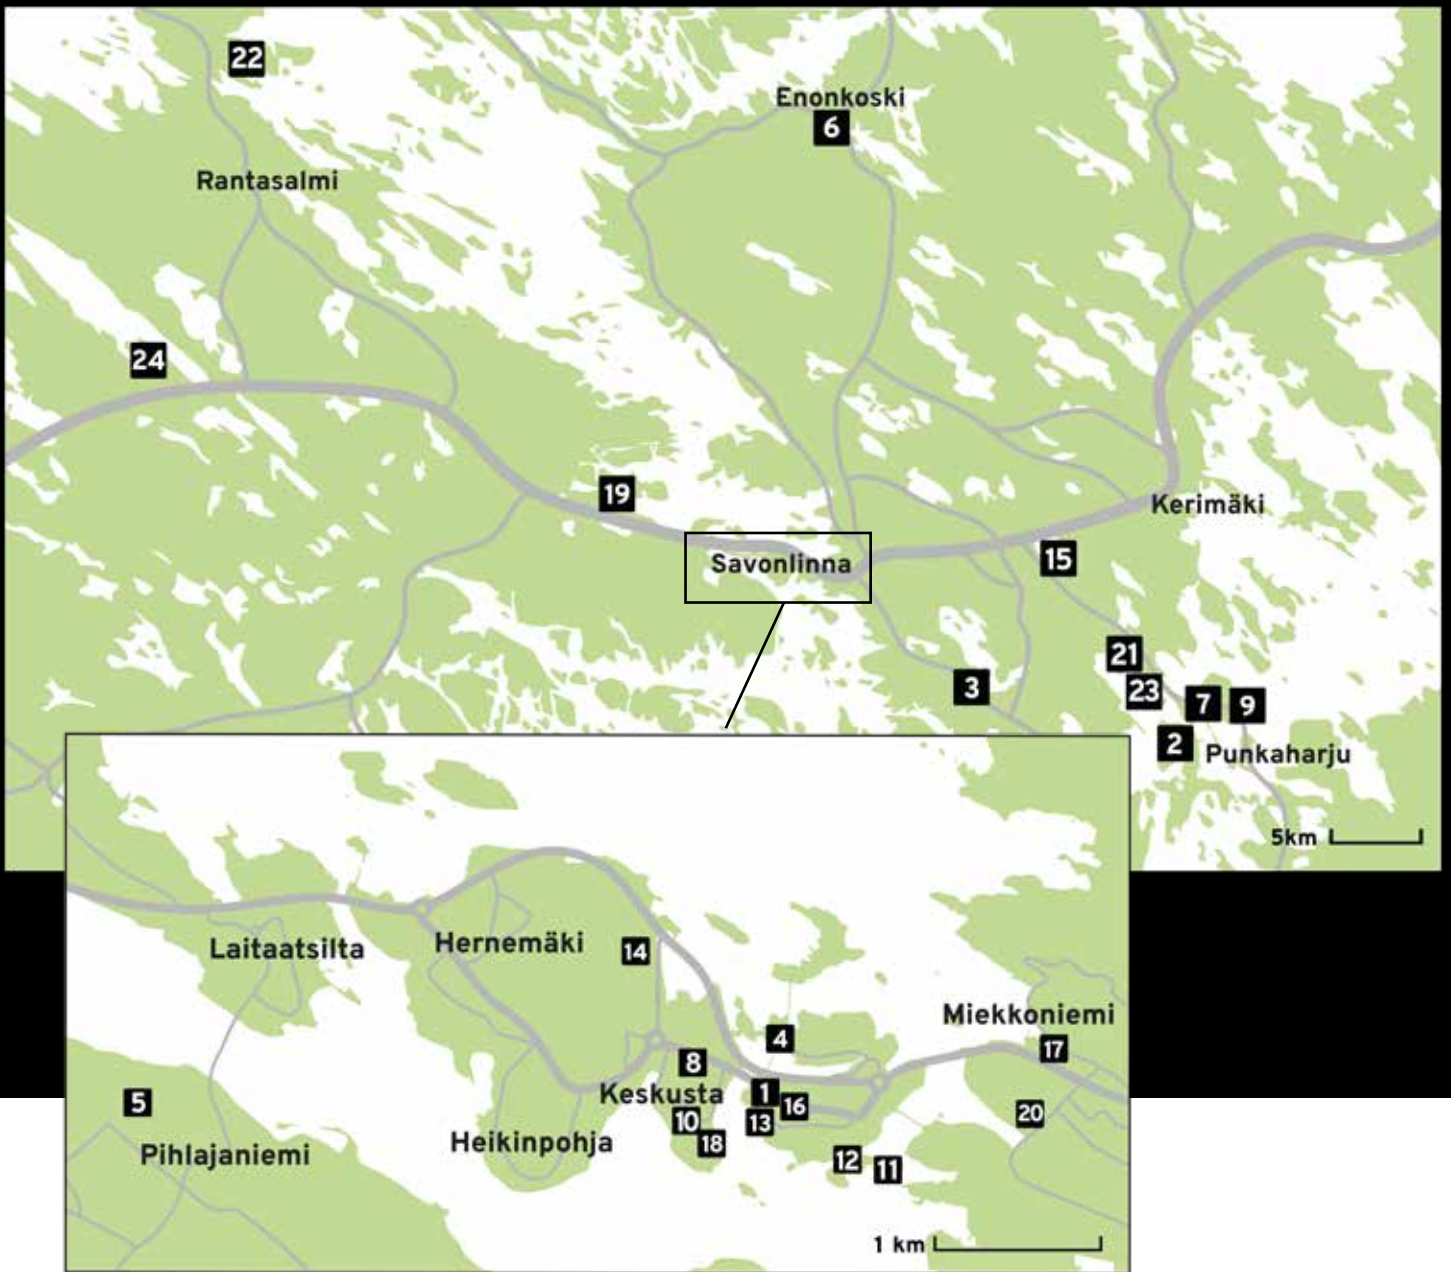 22
Enonkoski
6
Rantasalmi
24
19
Kerimäki
Savonlinna
15
21
3
23
7
9
2
Punkaharju
5km
Laitaatsilta
Hernemäki
14
Miekkoniemi
4
17
8
Keskusta
1
16
5
10
13
20
Heikinpohja
18
Pihlajaniemi
12
11
1 km